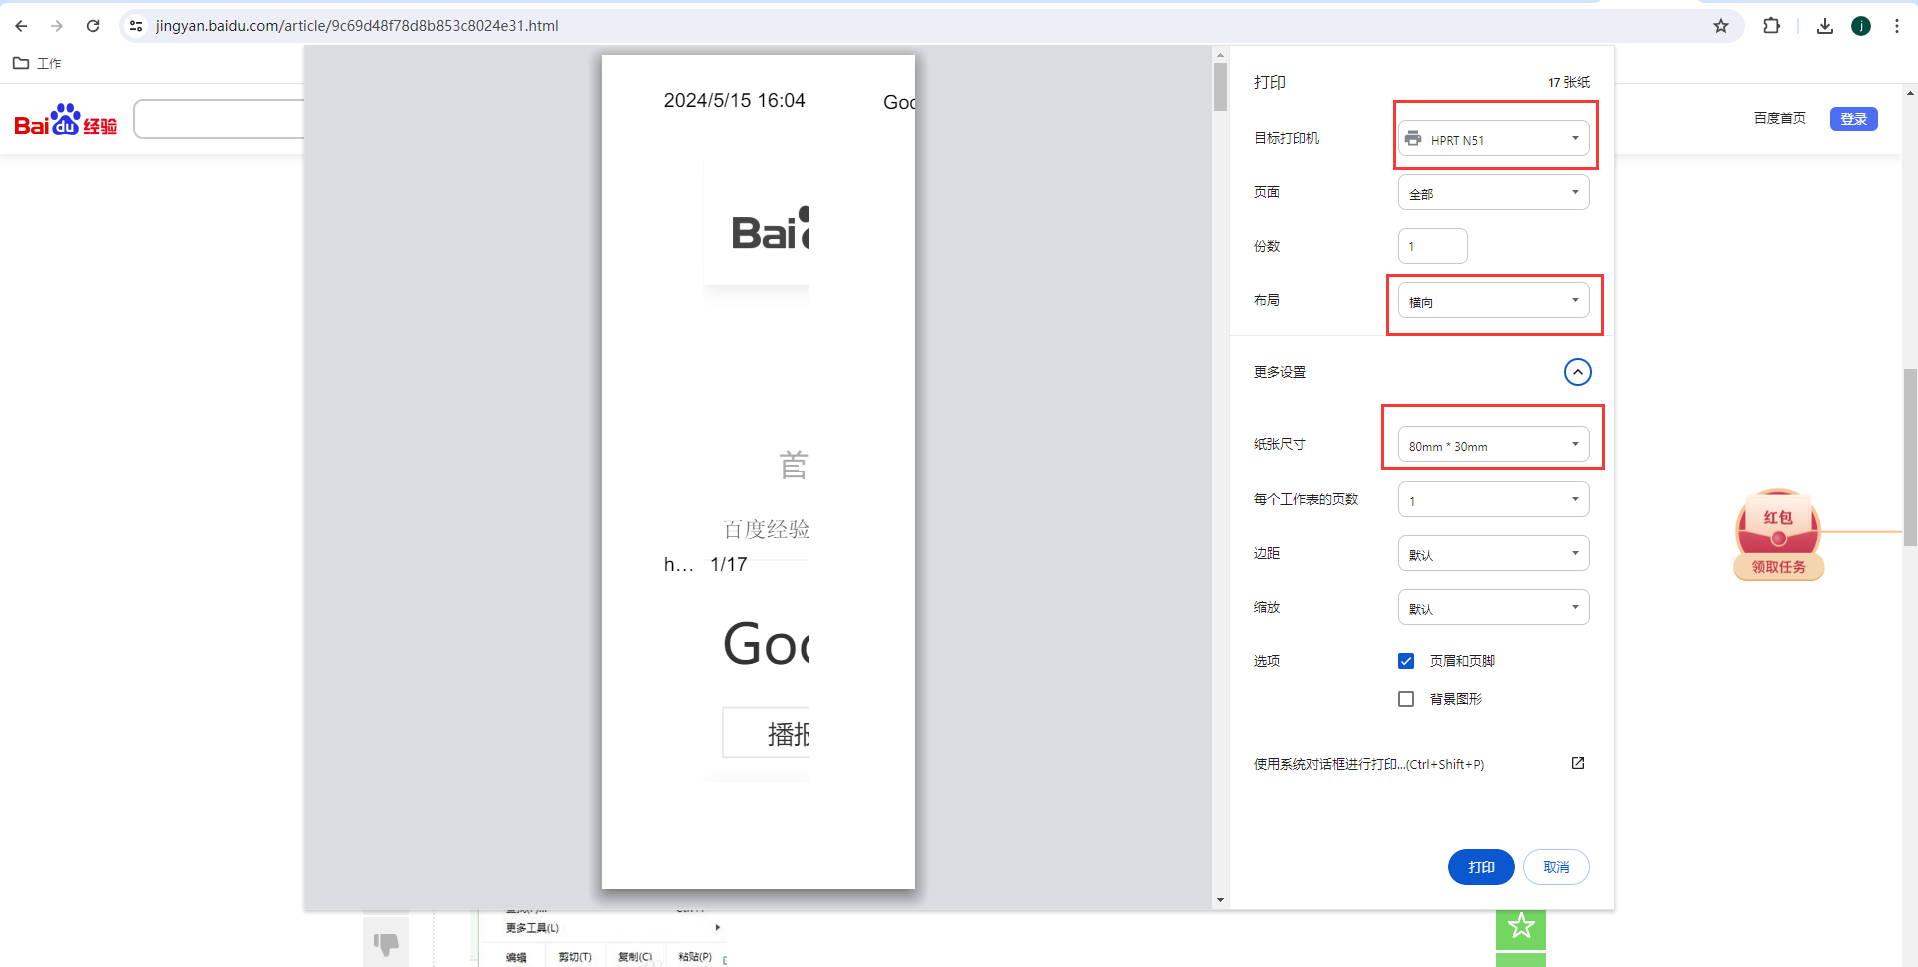 jingyan.baidu.com/article/9c69d48f78d8b853c8024e31.html
j
工作
Bai du 经验
百度首页
登录
2024/5/15 16:04
Goo
Bai
百度经验
h... 1/17
Goo
播报
打印
17 张纸
目标打印机
HPRT N51
页面
全部
份数
1
布局
横向
更多设置
纸张尺寸
80mm * 30mm
每个工作表的页数
1
边距
默认
缩放
默认
选项
页眉和页脚
背景图形
使用系统对话框进行打印...(Ctrl+Shift+P)
打印
取消
红包
领取任务
更多工具(L)
编辑
剪切(T)
复制(C)
粘贴(P)